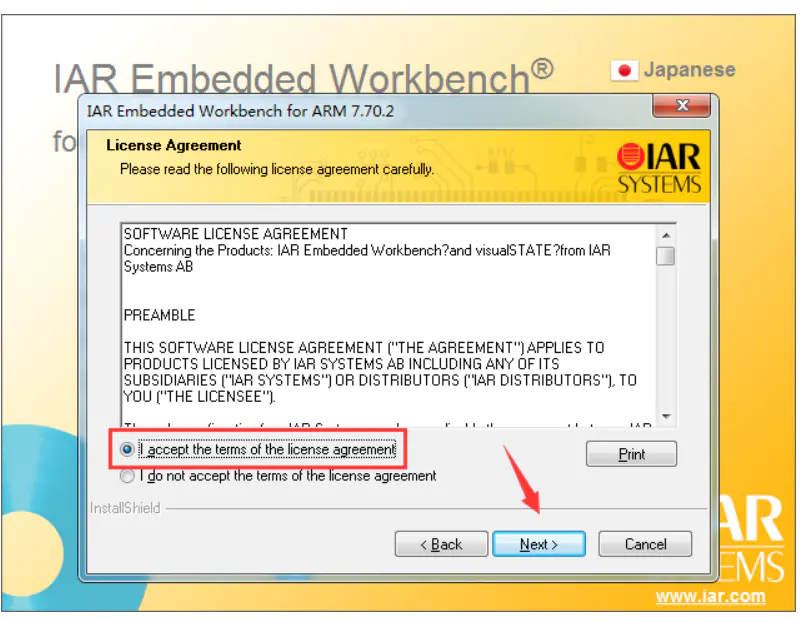 IAR Embedded Workbench®
Japanese
fo
IAR Embedded Workbench for ARM 7.70.2
License Agreement
Please read the following license agreement carefully.
IAR
SYSTEMS
SOFTWARE LICENSE AGREEMENT
Concerning the Products: IAR Embedded Workbench?and visualSTATE?from IAR
Systems AB
PREAMBLE
THIS SOFTWARE LICENSE AGREEMENT ("THE AGREEMENT") APPLIES TO
PRODUCTS LICENSED BY IAR SYSTEMS AB INCLUDING ANY OF ITS
SUBSIDIARIES ("IAR SYSTEMS") OR DISTRIBUTORS ("IAR DISTRIBUTORS"), TO
YOU ("THE LICENSEE").
I accept the terms of the license agreement
Print
I do not accept the terms of the license agreement
InstallShield
< Back
Next >
Cancel
AR
EMS
www.iar.com